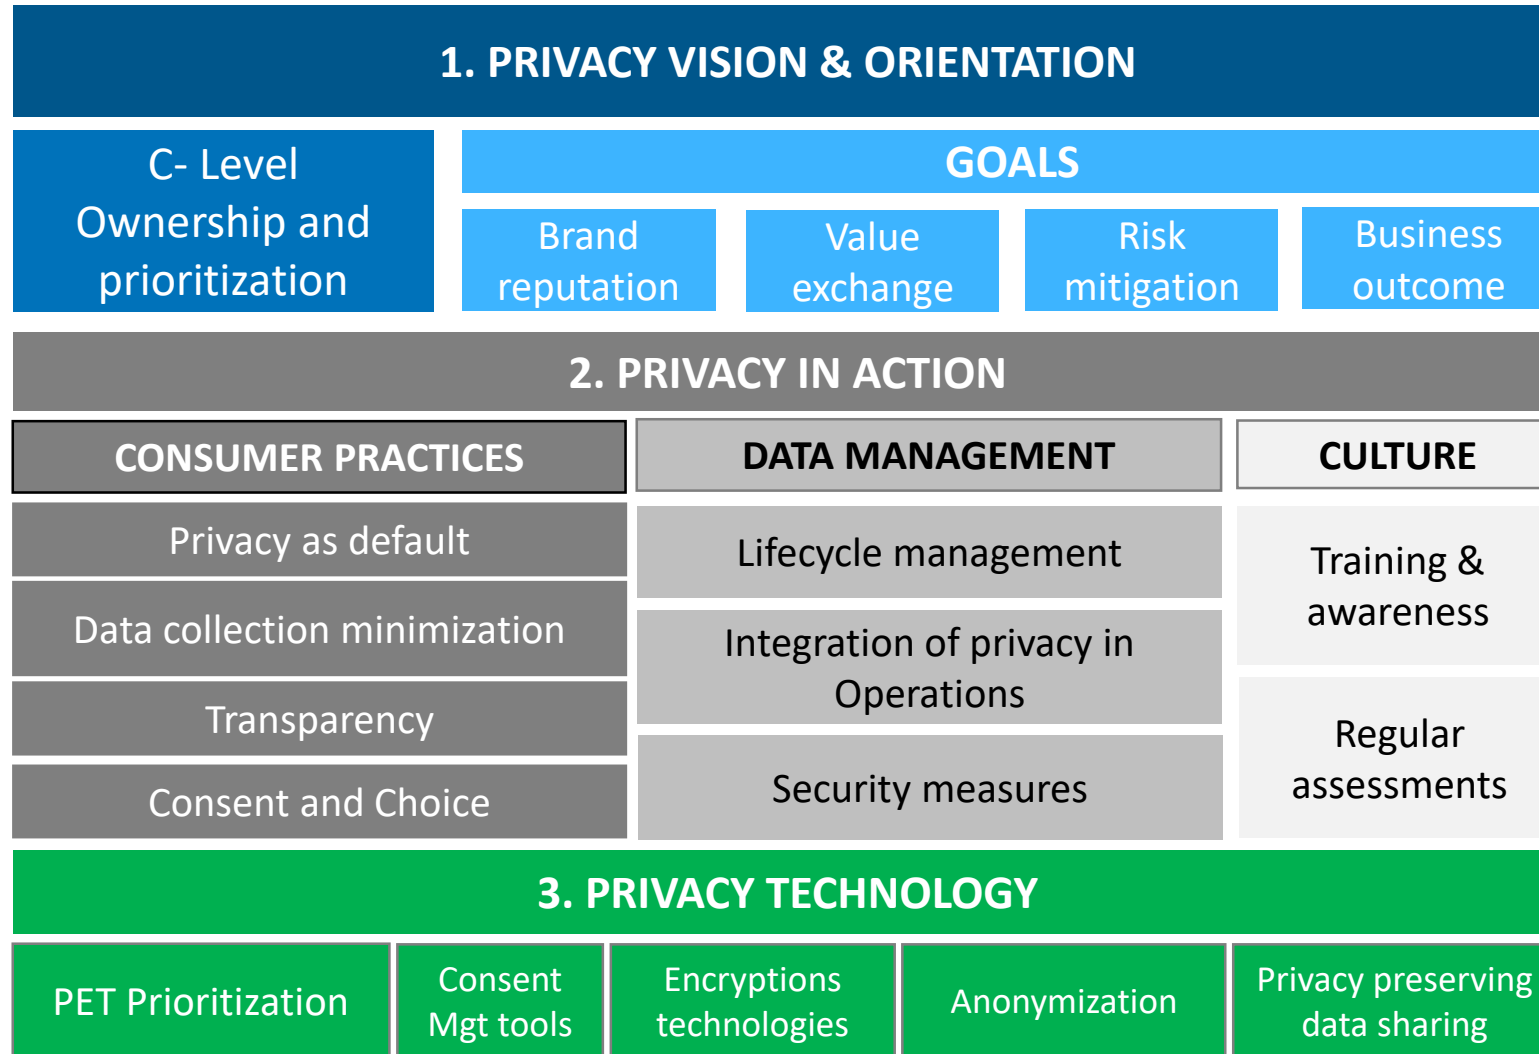 1. PRIVACY VISION & ORIENTATION
C- Level
Ownership and
prioritization
GOALS
Brand
reputation
Value
exchange
Risk
mitigation
Business
outcome
2. PRIVACY IN ACTION
CONSUMER PRACTICES
Privacy as default
Data collection minimization
Transparency
Consent and Choice
DATA MANAGEMENT
Lifecycle management
Integration of privacy in
Operations
Security measures
CULTURE
Training &
awareness
Regular
assessments
3. PRIVACY TECHNOLOGY
PET Prioritization
Consent
Mgt tools
Encryptions
technologies
Anonymization
Privacy preserving
data sharing